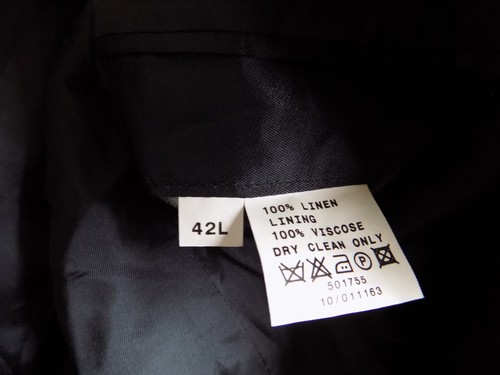 42L
100% LINEN
LINING
100% VISCOSE
DRY CLEAN ONLY
P
501755
10/011163